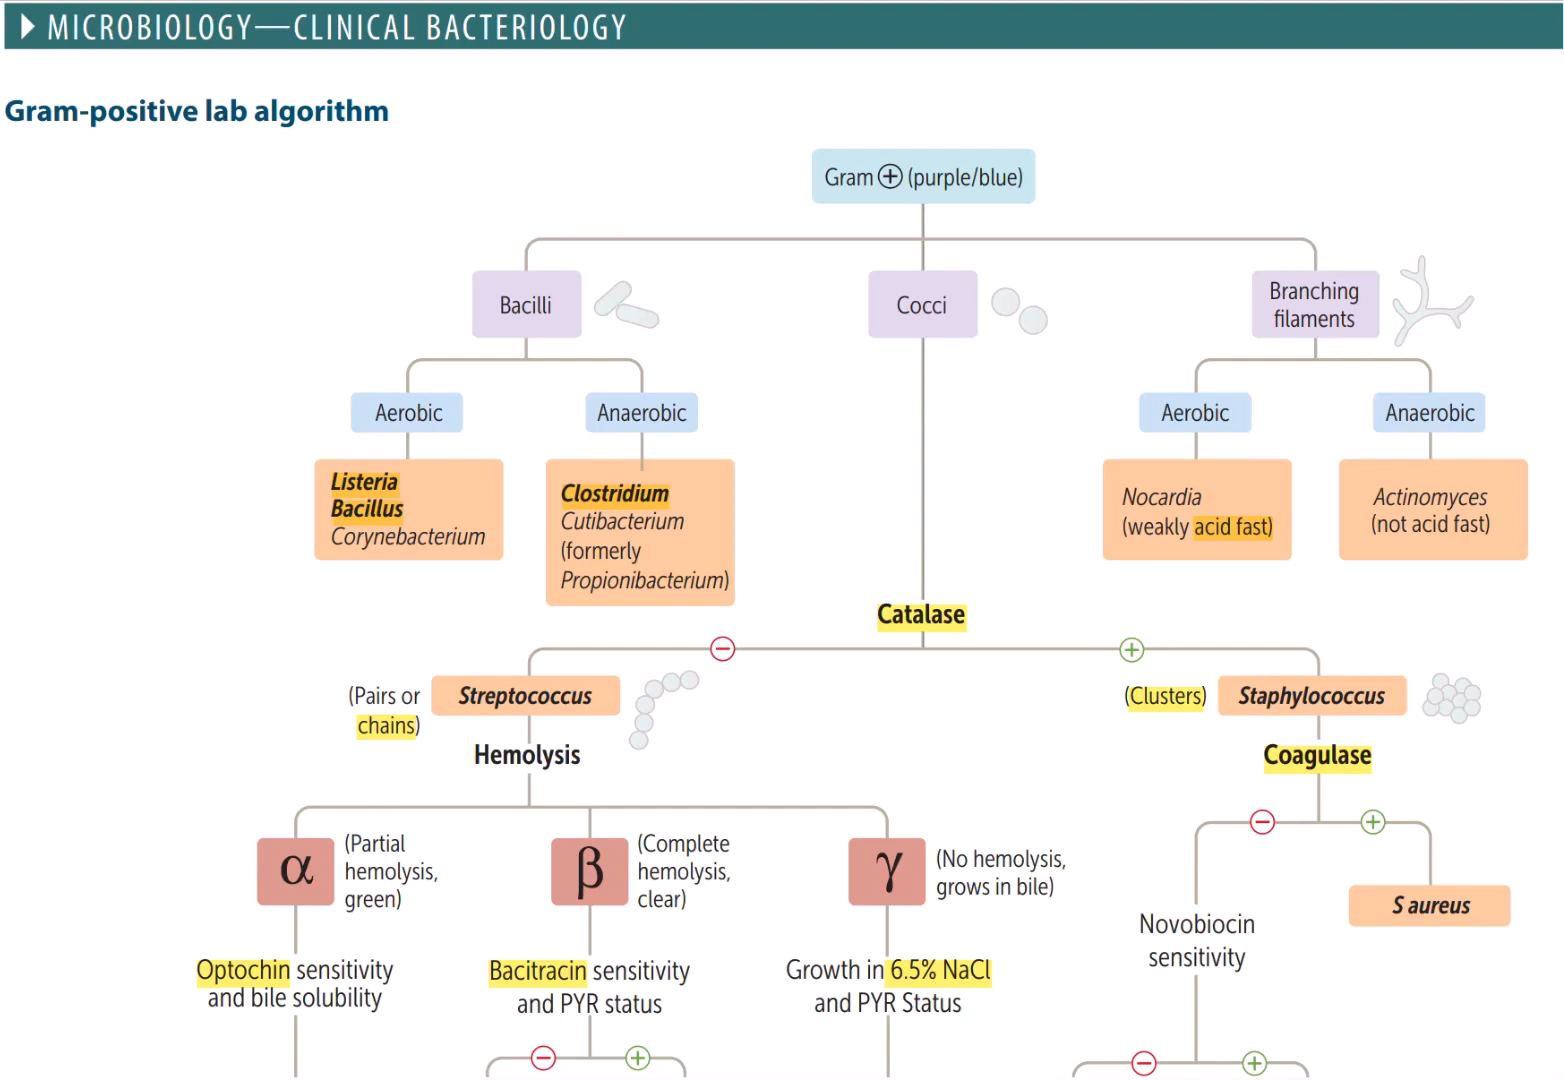 MICROBIOLOGY—CLINICAL BACTERIOLOGY
Gram-positive lab algorithm
Gram ⊕ (purple/blue)
Bacilli
Cocci
Branching
filaments
Aerobic
Anaerobic
Aerobic
Anaerobic
Listeria
Bacillus
Corynebacterium
Clostridium
Cutibacterium
(formerly
Propionibacterium)
Nocardia
(weakly acid fast)
Actinomyces
(not acid fast)
Catalase
−
+
(Pairs or
chains)
Streptococcus
(Clusters)
Staphylococcus
Hemolysis
Coagulase
−
+
α
(Partial
hemolysis,
green)
β
(Complete
hemolysis,
clear)
γ
(No hemolysis,
grows in bile)
S aureus
Novobiocin
sensitivity
Optochin sensitivity
and bile solubility
Bacitracin sensitivity
and PYR status
Growth in 6.5% NaCl
and PYR Status
−
+
−
+